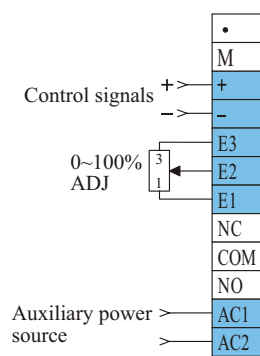 •
M
+ +
Control signals
− −
E3
0~100% 3
E2
ADJ 1
E1
NC
COM
NO
Auxiliary power AC1
source AC2